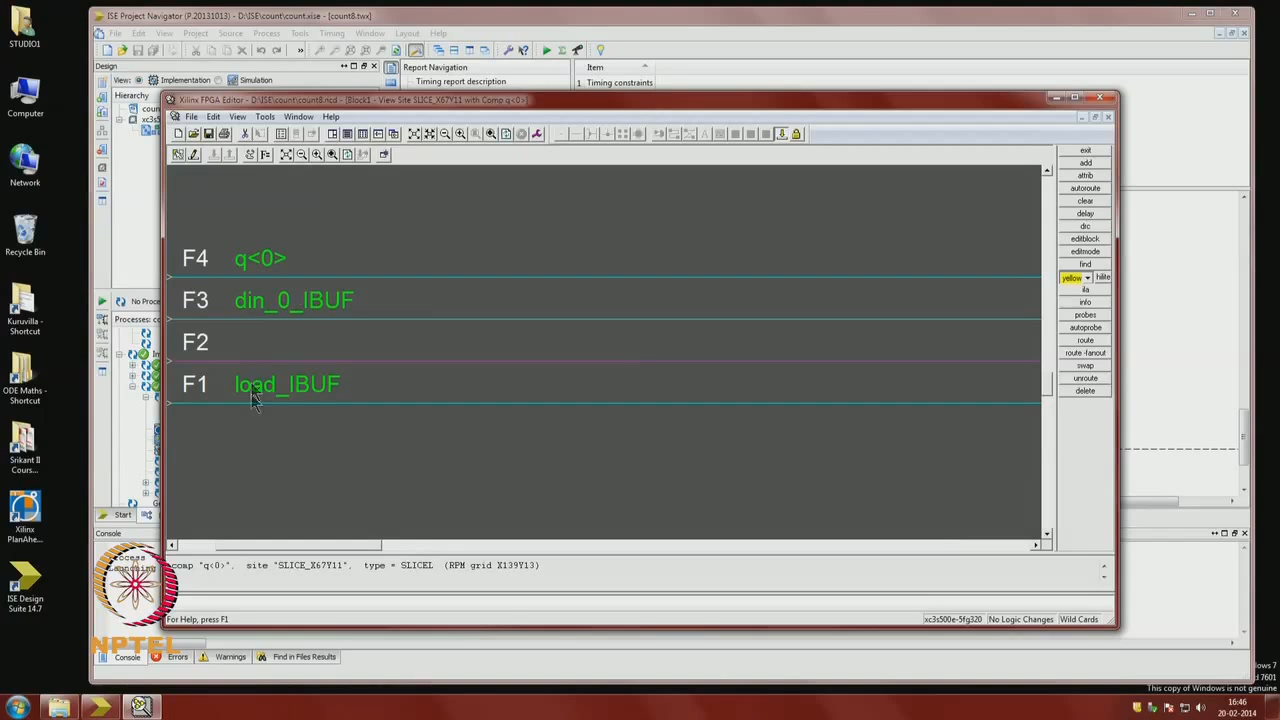 ISE Project Navigator (P.20131013) - D:\ISE\count\count.xise - [count8.twx]
File Edit View Project Source Process Tools Timing Window Layout Help
Design
View: Implementation Simulation
Hierarchy
Report Navigation
Timing report description
Item
1 Timing constraints
Xilinx FPGA Editor - D:\ISE\count\count8.ncd - [Block1 - View Site SLICE_X67Y11 with Comp q<0>]
File Edit View Tools Window Help
F=
F4 q<0>
F3 din_0_IBUF
F2
F1 load_IBUF
exit
add
attrib
autoroute
clear
delay
drc
editblock
editmode
find
yellow hilite
ila
info
probes
autoprobe
route
route -fanout
swap
unroute
delete
comp "q<0>", site "SLICE_X67Y11", type = SLICEL (RPM grid X139Y13)
For Help, press F1
xc3s500e-5fg320 No Logic Changes Wild Cards
No Proce
Processes: co
Start
Console
Console Errors Warnings Find in Files Results
NPTEL
STUDIO1
Computer
Network
Recycle Bin
Kuruvilla - Shortcut
ODE Maths - Shortcut
Srikant II Cours...
Xilinx PlanAhe...
ISE Design Suite 14.7
7601
This copy of Windows is not genuine
16:46
20-02-2014